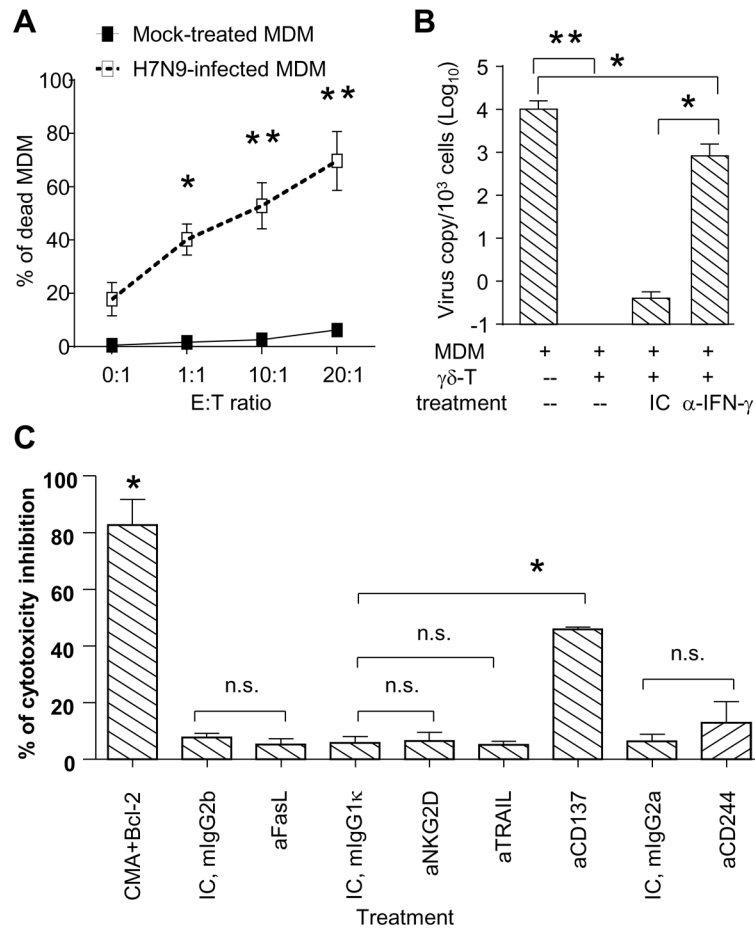 A
Mock-treated MDM
H7N9-infected MDM
% of dead MDM
100
80
60
40
20
0
*
**
**
0:1 1:1 10:1 20:1
E:T ratio
B
Virus copy/10³ cells (Log₁₀)
5
4
3
2
1
0
-1
**
*
*
MDM + + + +
γδ-T -- + + +
treatment -- -- IC α-IFN-γ
C
% of cytotoxicity inhibition
100
80
60
40
20
0
*
n.s.
n.s.
n.s.
*
n.s.
CMA+Bcl-2
IC, mIgG2b
aFasL
IC, mIgG1κ
aNKG2D
aTRAIL
aCD137
IC, mIgG2a
aCD244
Treatment